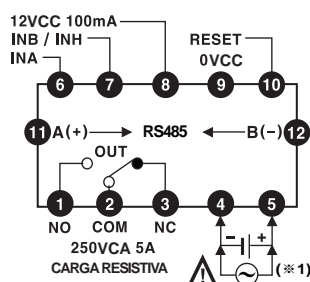 12VCC 100mA
INB / INH
RESET
INA
0VCC
6 7 8 9 10
11 A(+) RS485 B(-) 12
OUT
1 2 3 4 5
NO COM NC - +
250VCA 5A
(※1)
CARGA RESISTIVA